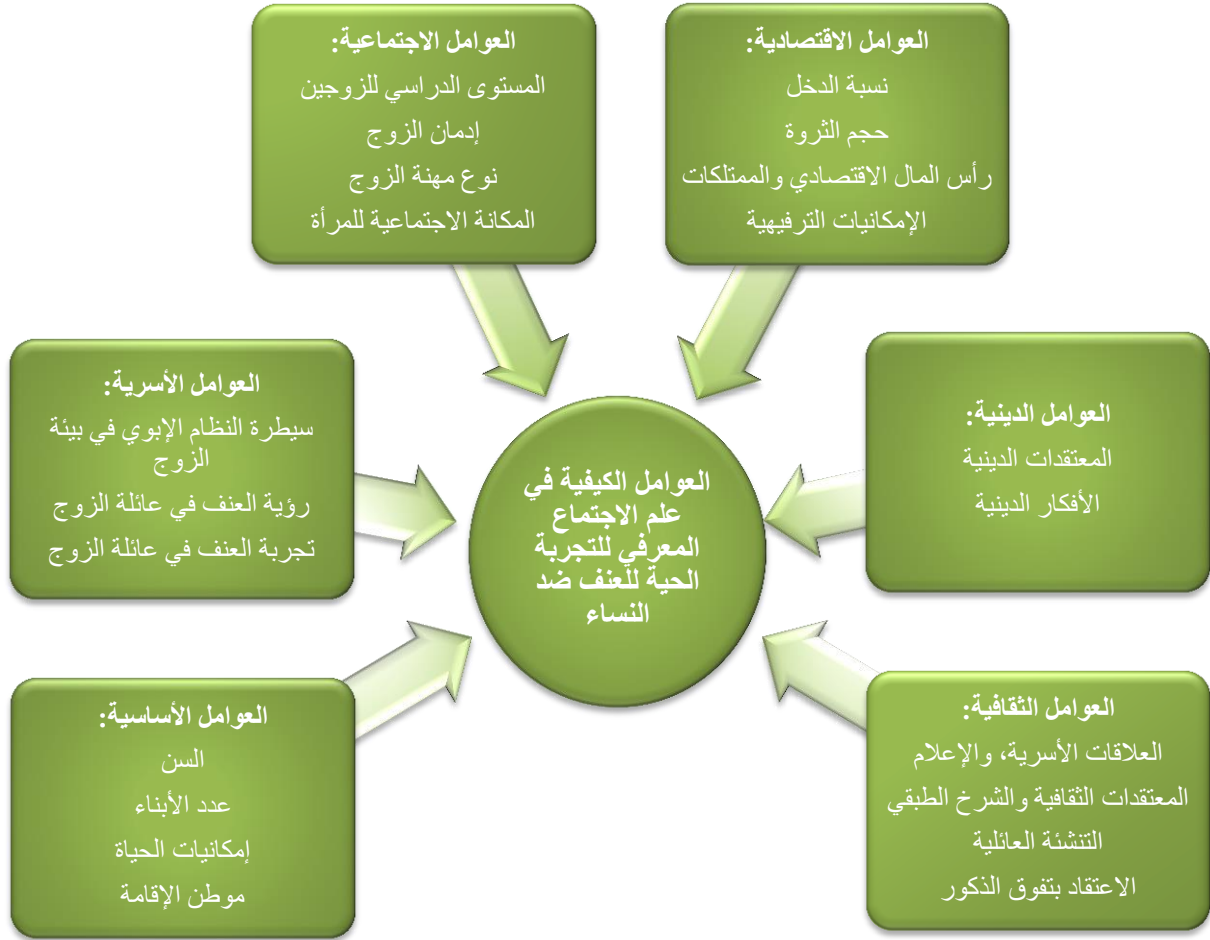 العوامل الاقتصادية:
نسبة الدخل
حجم الثروة
رأس المال الاقتصادي والممتلكات
الإمكانيات الترفيهية
العوامل الاجتماعية:
المستوى الدراسي للزوجين
إدمان الزوج
نوع مهنة الزوج
المكانة الاجتماعية للمرأة
العوامل الدينية:
المعتقدات الدينية
الأفكار الدينية
العوامل الكيفية في
علم الاجتماع
المعرفي للتجربة
الحية للعنف ضد
النساء
العوامل الأسرية:
سيطرة النظام الإبوي في بيئة
الزوج
رؤية العنف في عائلة الزوج
تجربة العنف في عائلة الزوج
العوامل الثقافية:
العلاقات الأسرية، والإعلام
المعتقدات الثقافية والشرخ الطبقي
التنشئة العائلية
الاعتقاد بتفوق الذكور
العوامل الأساسية:
السن
عدد الأبناء
إمكانيات الحياة
موطن الإقامة